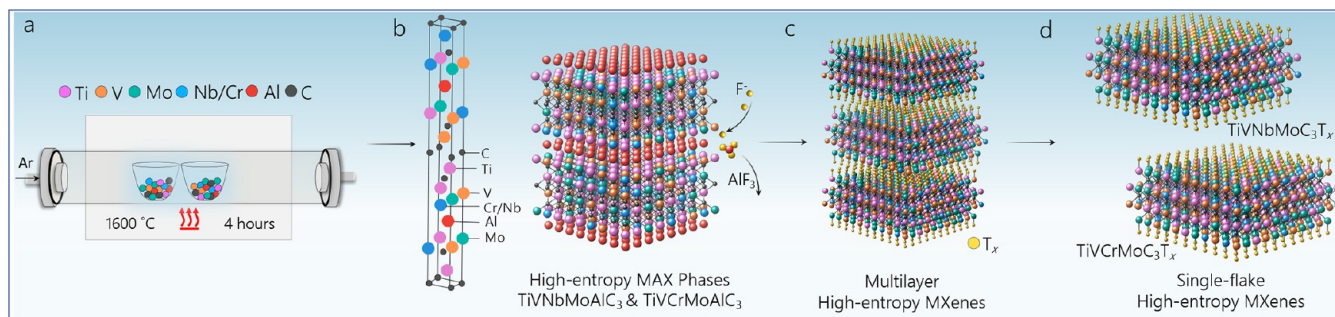 a
Ti V Mo Nb/Cr Al C
Ar
1600 °C 4 hours
b
C
Ti
V
Cr/Nb
Al
Mo
F-
AlF₃
High-entropy MAX Phases
TiVNbMoAlC₃ & TiVCrMoAlC₃
c
Tₓ
Multilayer
High-entropy MXenes
d
TiVNbMoC₃Tₓ
TiVCrMoC₃Tₓ
Single-flake
High-entropy MXenes